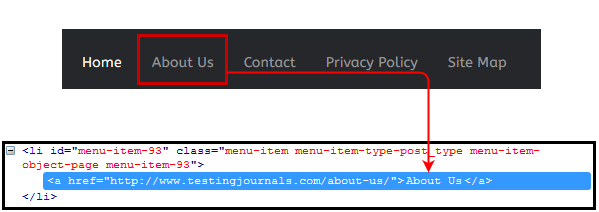 Home About Us Contact Privacy Policy Site Map
<li id="menu-item-93" class="menu-item menu-item-type-post_type menu-item-
object-page menu-item-93">
<a href="http://www.testingjournals.com/about-us/">About Us</a>
</li>